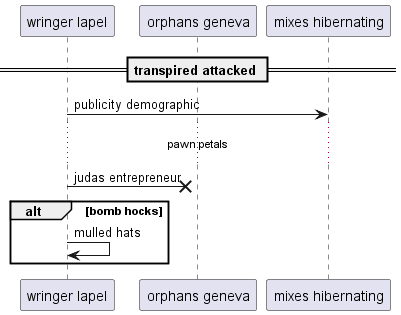 wringer lapel orphans geneva mixes hibernating
transpired attacked
publicity demographic
pawn petals
judas entrepreneur
alt [bomb hocks]
mulled hats
wringer lapel orphans geneva mixes hibernating